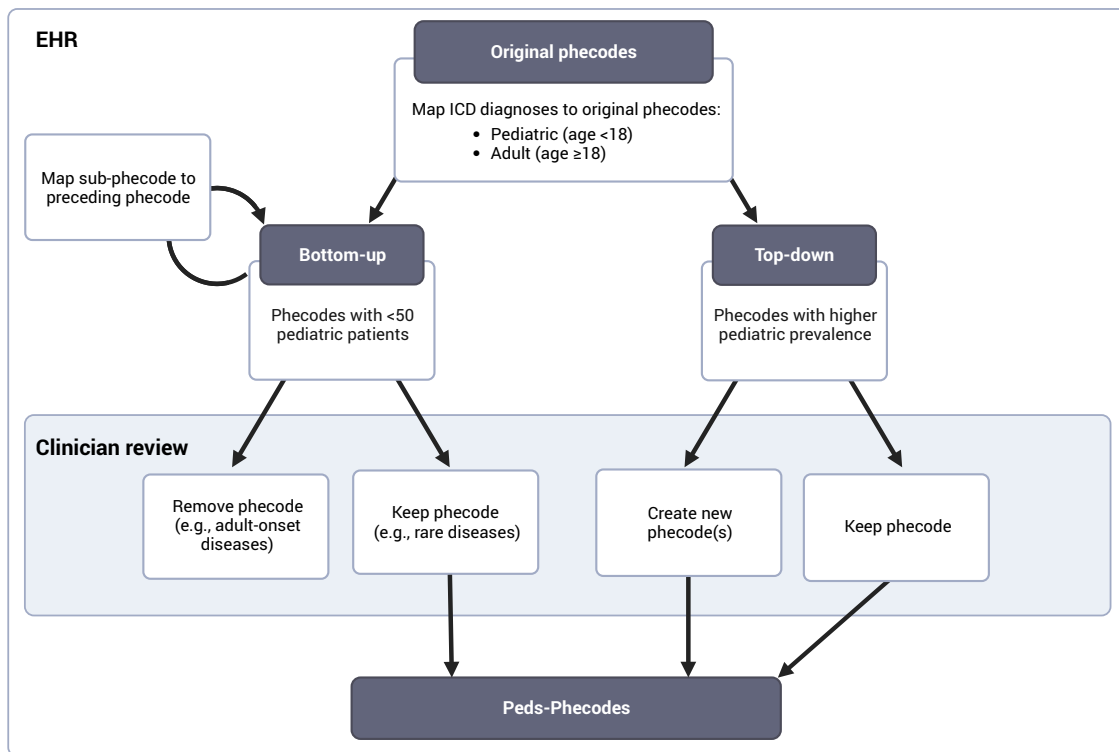 EHR
Original phecodes
Map ICD diagnoses to original phecodes:
• Pediatric (age <18)
• Adult (age ≥18)
Map sub-phecode to
preceding phecode
Bottom-up
Phecodes with <50
pediatric patients
Top-down
Phecodes with higher
pediatric prevalence
Clinician review
Remove phecode
(e.g., adult-onset
diseases)
Keep phecode
(e.g., rare diseases)
Create new
phecode(s)
Keep phecode
Peds-Phecodes